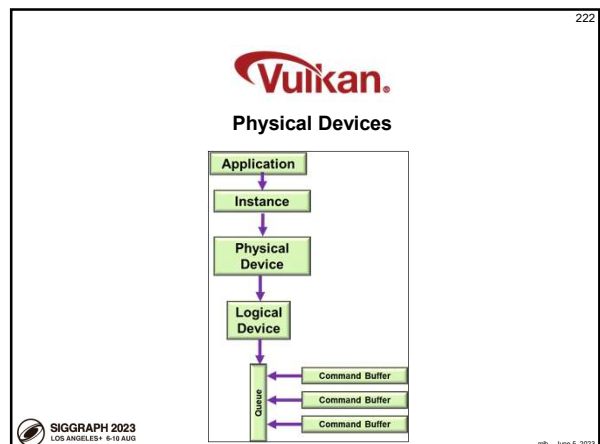 222
Vulkan.
Physical Devices
Application
Instance
Physical
Device
Logical
Device
Queue
Command Buffer
Command Buffer
Command Buffer
SIGGRAPH 2023
LOS ANGELES+ 6-10 AUG
mjb – June 5, 2023